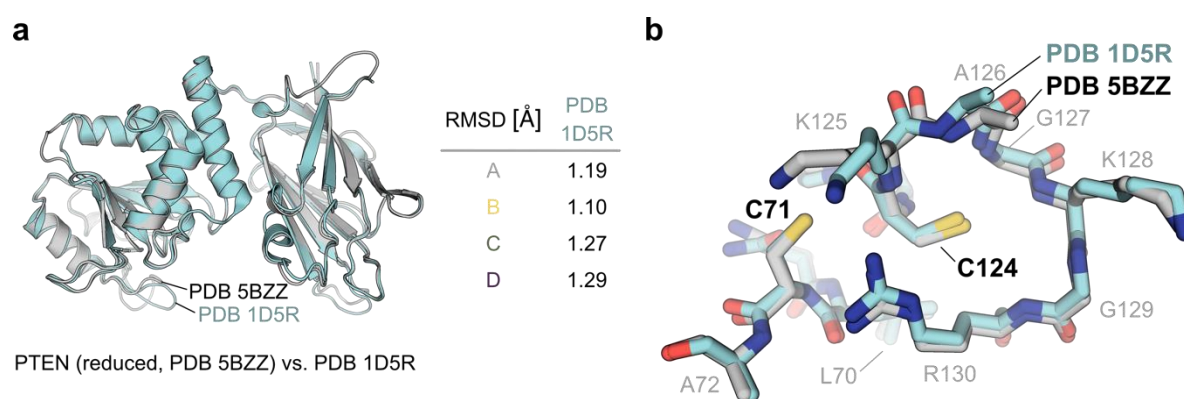 a
PDB 5BZZ
PDB 1D5R
RMSD [Å] PDB 1D5R
A 1.19
B 1.10
C 1.27
D 1.29
PTEN (reduced, PDB 5BZZ) vs. PDB 1D5R
b
PDB 1D5R
A126
PDB 5BZZ
K125
G127
K128
C71
C124
G129
A72
L70
R130